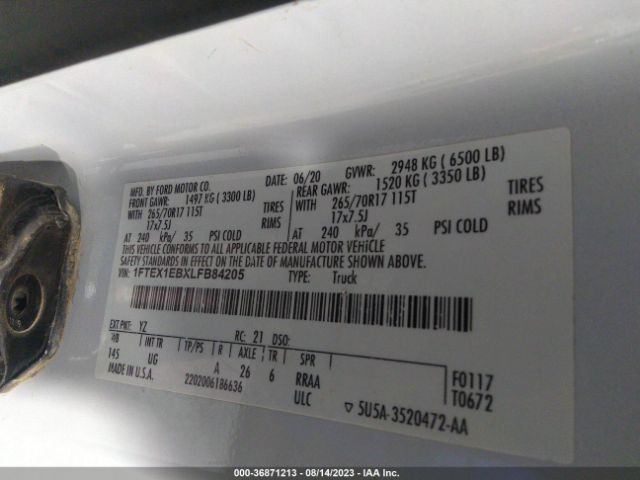 MFD. BY FORD MOTOR CO.
DATE: 06/20 GVWR: 2948 KG ( 6500 LB)
FRONT GAWR: 1497 KG ( 3300 LB) REAR GAWR: 1520 KG ( 3350 LB)
WITH 265/70R17 115T TIRES WITH 265/70R17 115T TIRES
17x7.5J RIMS 17x7.5J RIMS
AT 240 kPa/ 35 PSI COLD AT 240 kPa/ 35 PSI COLD
THIS VEHICLE CONFORMS TO ALL APPLICABLE FEDERAL MOTOR VEHICLE
SAFETY STANDARDS IN EFFECT ON THE DATE OF MANUFACTURE SHOWN ABOVE.
VIN: 1FTEX1EBXLFB84205 TYPE: Truck
EXT PNT: YZ RC: 21 DSO:
WB INT TR TP/PS R AXLE TR SPR
145 UG A 26 6 RRAA F0117
MADE IN U.S.A. 2202006186636 ULC T0672
▽ 5U5A-3520472-AA
000-36871213 - 08/14/2023 - IAA Inc.